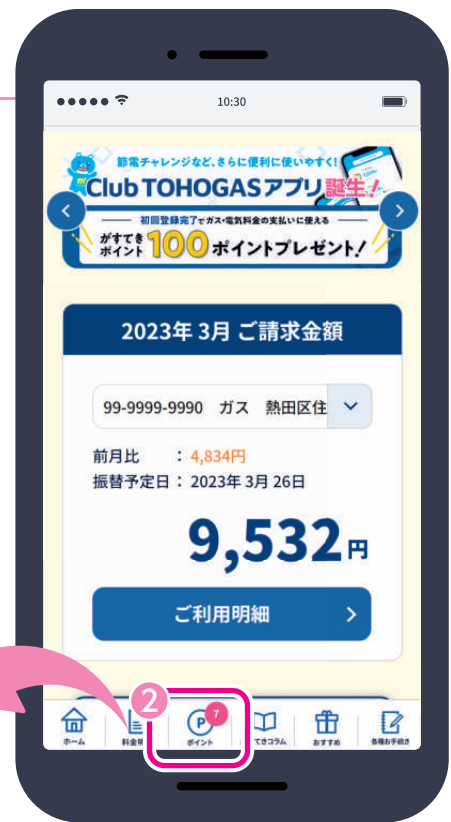 10:30
節電チャレンジなど、さらに便利に使いやすく!
Club TOHOGASアプリ誕生!
初回登録完了でガス・電気料金の支払いに使える
がすてきポイント100ポイントプレゼント!
2023年 3月 ご請求金額
99-9999-9990 ガス 熱田区住
前月比 : 4,834円
振替予定日 : 2023年 3月 26日
9,532円
ご利用明細
2
7
P
ホーム
料金明
ポイント
てきコラム
おすすめ
各種お手続き